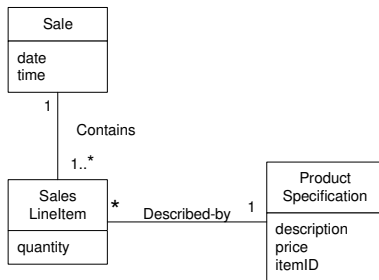 Sale
date
time
1
Contains
1..*
Sales
LineItem
quantity
*
Described-by
1
Product
Specification
description
price
itemID